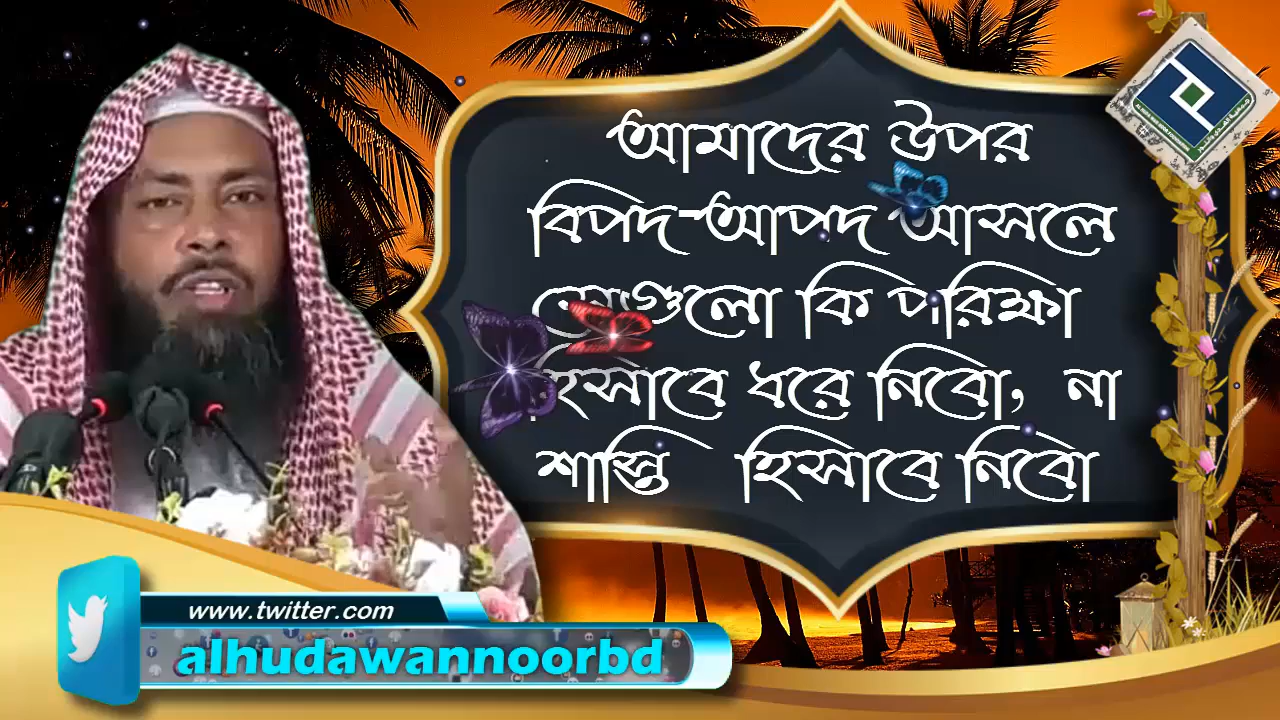 আমাদের উপর
বিপদ-আপদ আসলে
সেগুলো কি পরিক্ষা
হিসাবে ধরে নিবো, না
শাস্তি হিসাবে নিবো
www.twitter.com
alhudawannoorbd